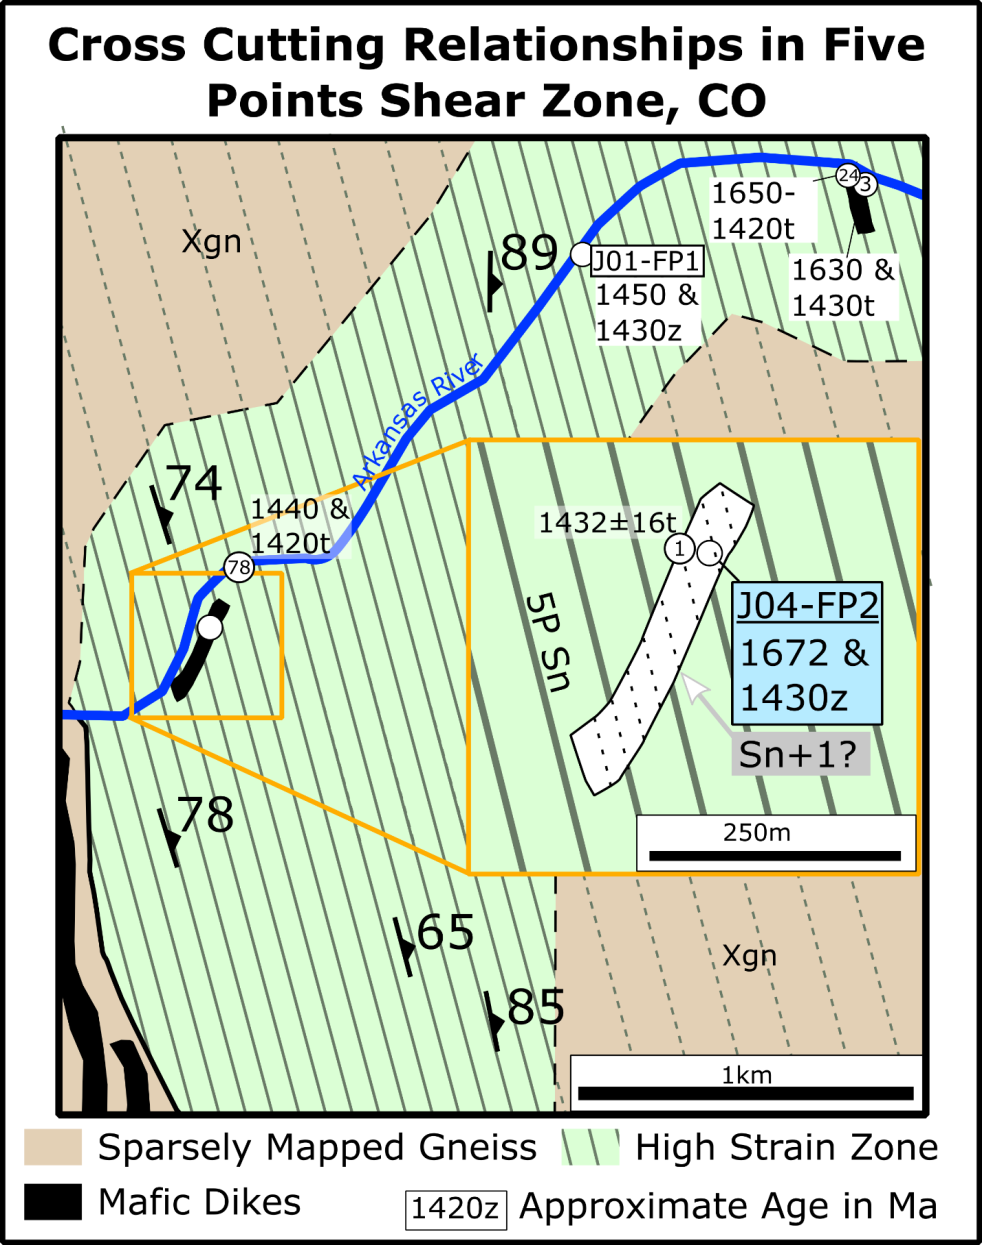 Cross Cutting Relationships in Five
Points Shear Zone, CO
Xgn
89
J01-FP1
1450 &
1430z
1650-
1420t
24
3
1630 &
1430t
Arkansas River
74
1440 &
1420t
78
1432±16t
1
5P Sn
J04-FP2
1672 &
1430z
Sn+1?
250m
78
65
85
Xgn
1km
Sparsely Mapped Gneiss
High Strain Zone
Mafic Dikes
1420z
Approximate Age in Ma